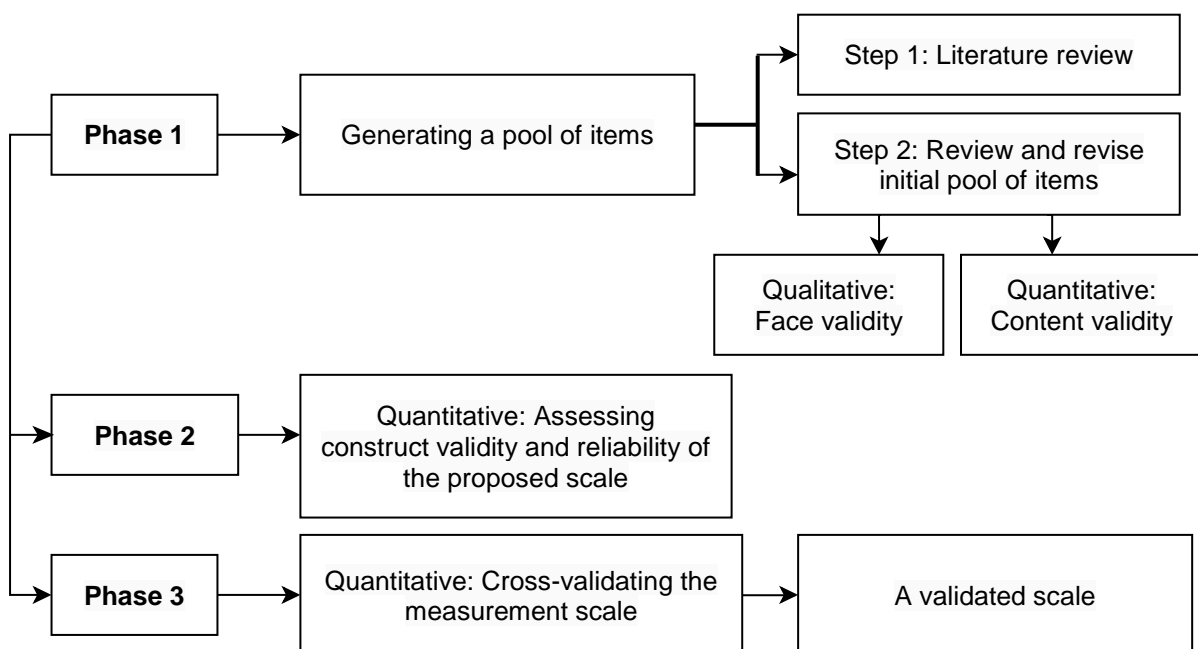 Step 1: Literature review
Phase 1
Generating a pool of items
Step 2: Review and revise
initial pool of items
Qualitative:
Face validity
Quantitative:
Content validity
Phase 2
Quantitative: Assessing
construct validity and reliability of
the proposed scale
Phase 3
Quantitative: Cross-validating the
measurement scale
A validated scale